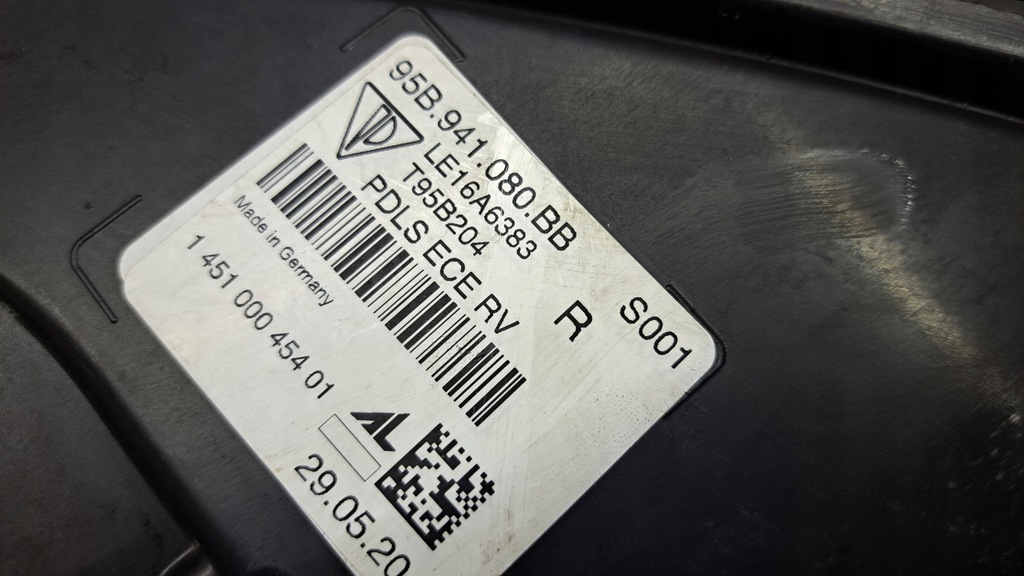 95B.941.080.BB
S001
LE16A6383
T95B204
R
PDLS ECE RV
Made in Germany
1 451 000 454 01
AL
29.05.20